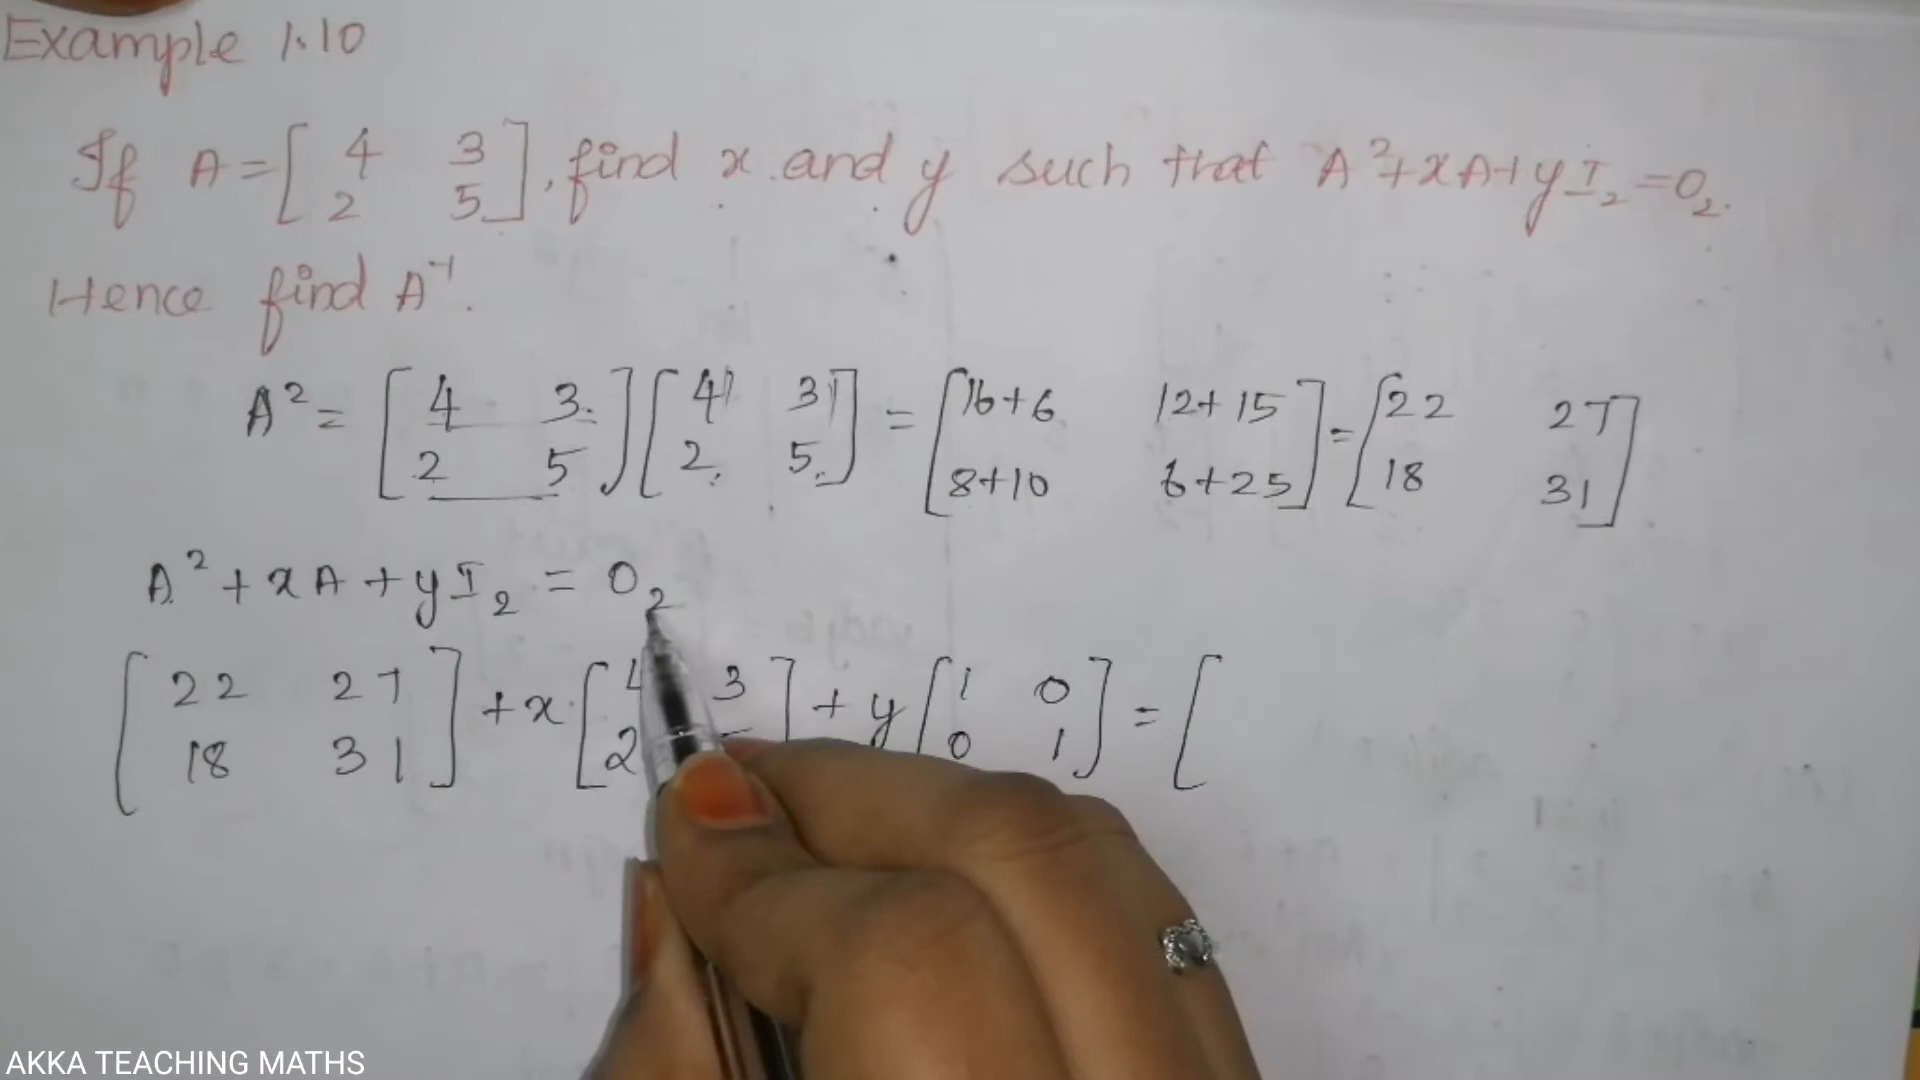 Example 1.10
If A = [ 4 3 ], find x and y such that A²+xA+yI₂=O₂.
2 5
Hence find A⁻¹.
A² = [ 4 3 ] [ 4 3 ] = [ 16+6 12+15 ] = [ 22 27 ]
2 5 2 5 8+10 6+25 18 31
A² + xA + yI₂ = O₂
[ 22 27 ] + x [ 4 3 ] + y [ 1 0 ] = [
18 31 2 0 1
AKKA TEACHING MATHS